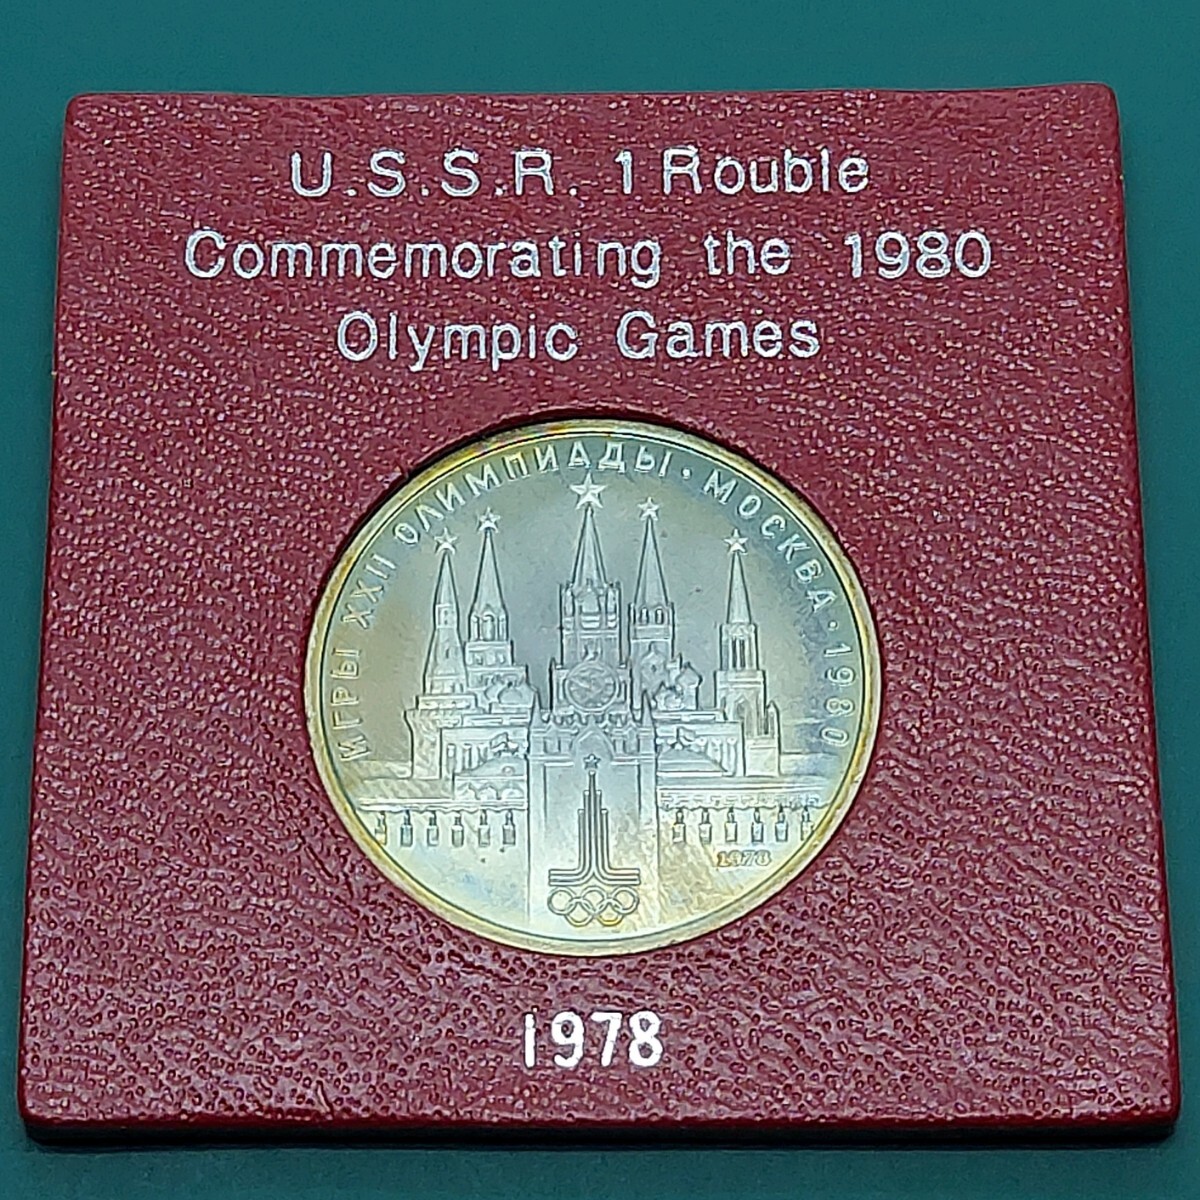 U.S.S.R. 1 Rouble
Commemorating the 1980
Olympic Games
ИГРЫ XXII ОЛИМПИАДЫ · МОСКВА · 1980
1978
1978